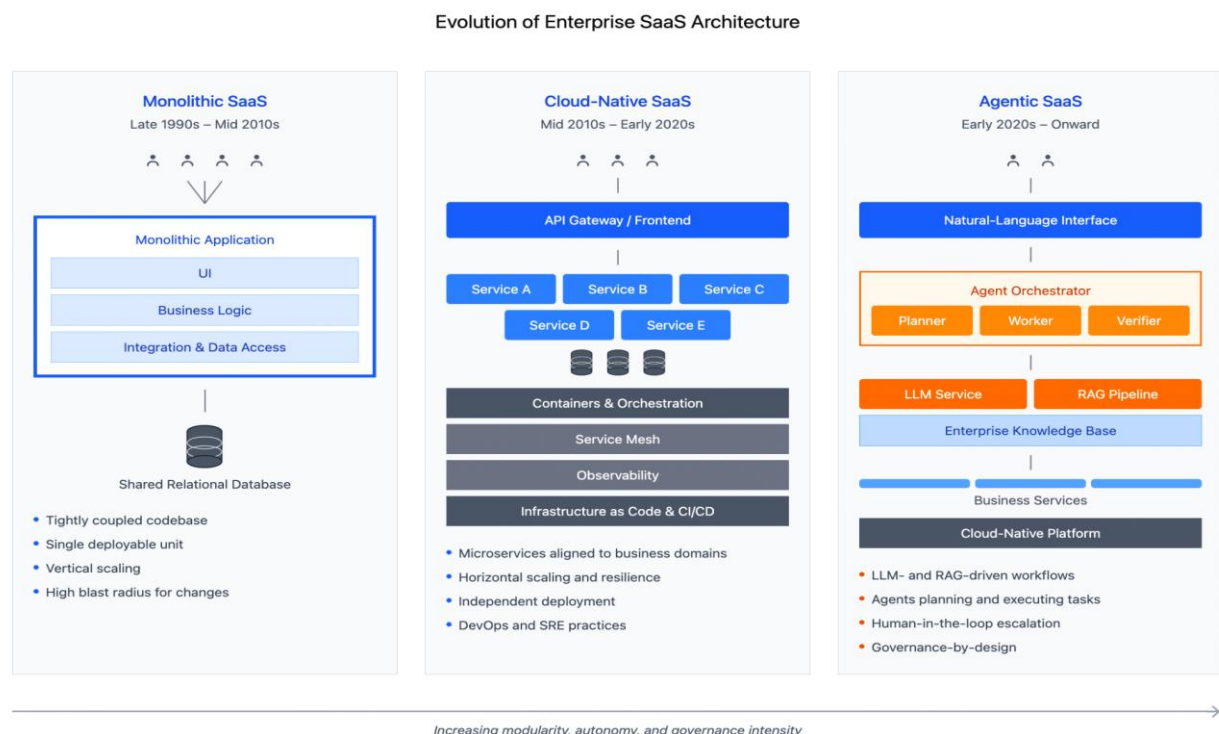 Evolution of Enterprise SaaS Architecture
Monolithic SaaS
Late 1990s – Mid 2010s
Monolithic Application
UI
Business Logic
Integration & Data Access
Shared Relational Database
• Tightly coupled codebase
• Single deployable unit
• Vertical scaling
• High blast radius for changes
Cloud-Native SaaS
Mid 2010s – Early 2020s
API Gateway / Frontend
Service A
Service B
Service C
Service D
Service E
Containers & Orchestration
Service Mesh
Observability
Infrastructure as Code & CI/CD
• Microservices aligned to business domains
• Horizontal scaling and resilience
• Independent deployment
• DevOps and SRE practices
Agentic SaaS
Early 2020s – Onward
Natural-Language Interface
Agent Orchestrator
Planner
Worker
Verifier
LLM Service
RAG Pipeline
Enterprise Knowledge Base
Business Services
Cloud-Native Platform
• LLM- and RAG-driven workflows
• Agents planning and executing tasks
• Human-in-the-loop escalation
• Governance-by-design
Increasing modularity, autonomy, and governance intensity